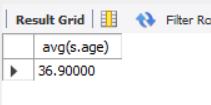 Result Grid Filter Ro
avg(s.age)
36.90000